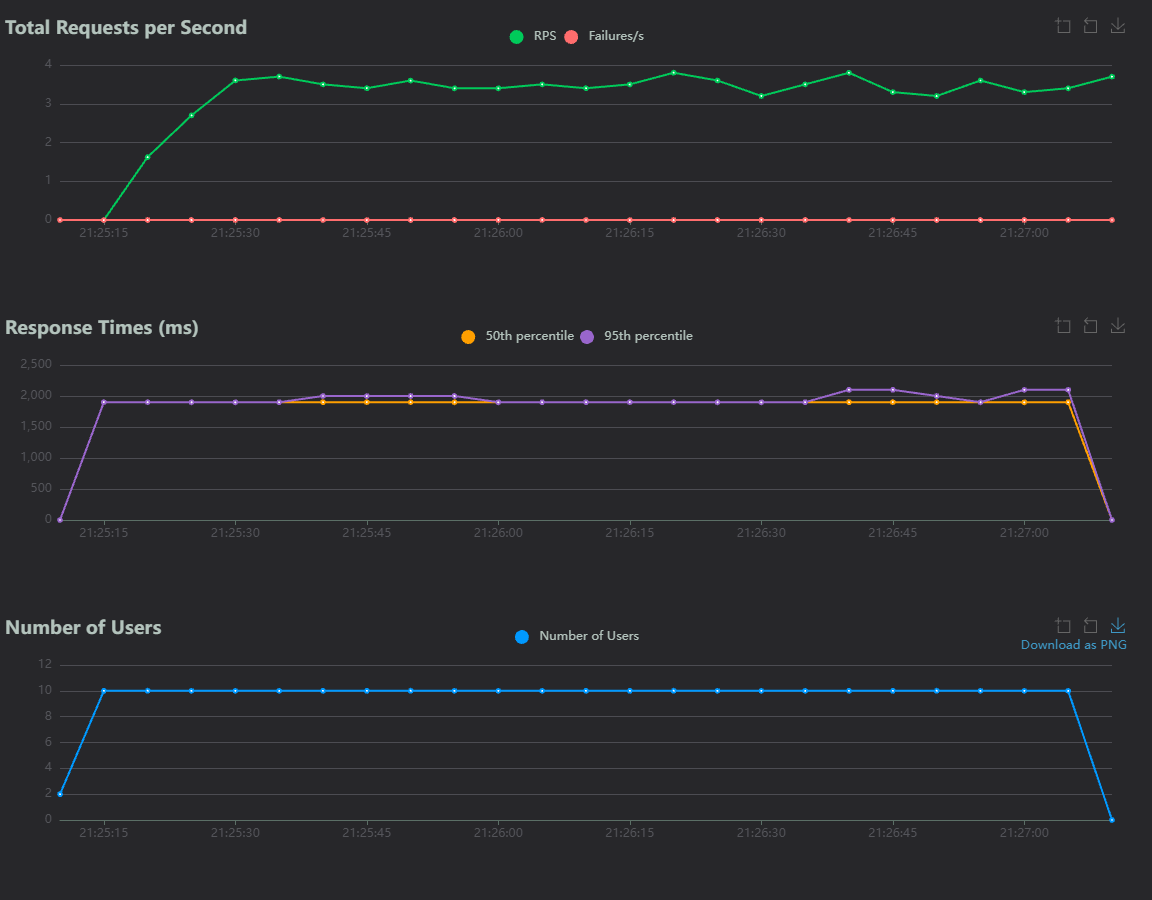 Total Requests per Second
RPS Failures/s
4
3
2
1
0
21:25:15 21:25:30 21:25:45 21:26:00 21:26:15 21:26:30 21:26:45 21:27:00
Response Times (ms)
50th percentile 95th percentile
2,500
2,000
1,500
1,000
500
0
21:25:15 21:25:30 21:25:45 21:26:00 21:26:15 21:26:30 21:26:45 21:27:00
Number of Users
Number of Users
Download as PNG
12
10
8
6
4
2
0
21:25:15 21:25:30 21:25:45 21:26:00 21:26:15 21:26:30 21:26:45 21:27:00